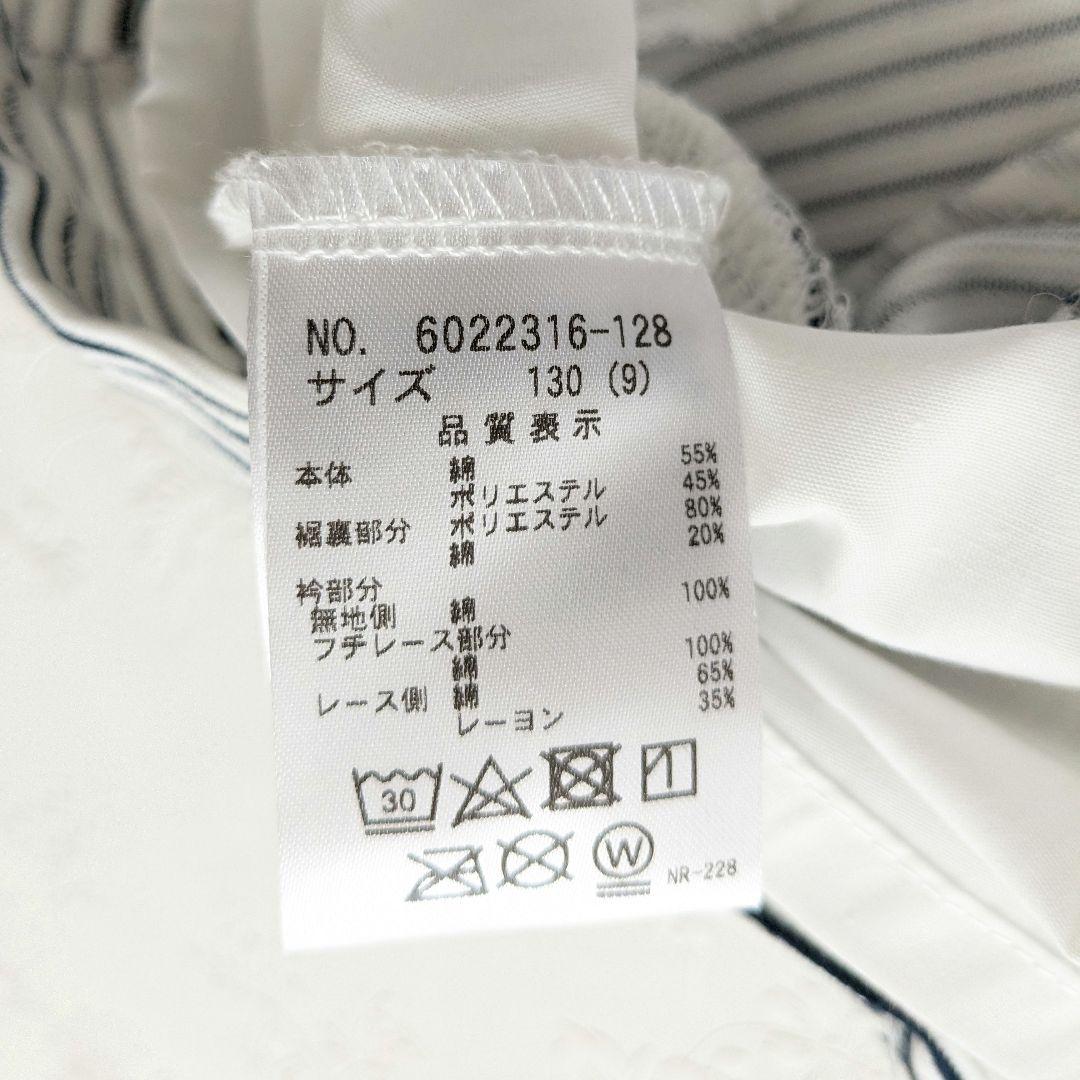 NO. 6022316-128
サイズ 130 (9)
品質表示
本体 綿 55%
ポリエステル 45%
裾裏部分 ポリエステル 80%
綿 20%
衿部分
無地側 綿 100%
フチレース部分
綿 100%
レース側 綿 65%
レーヨン 35%
30
W NR-228